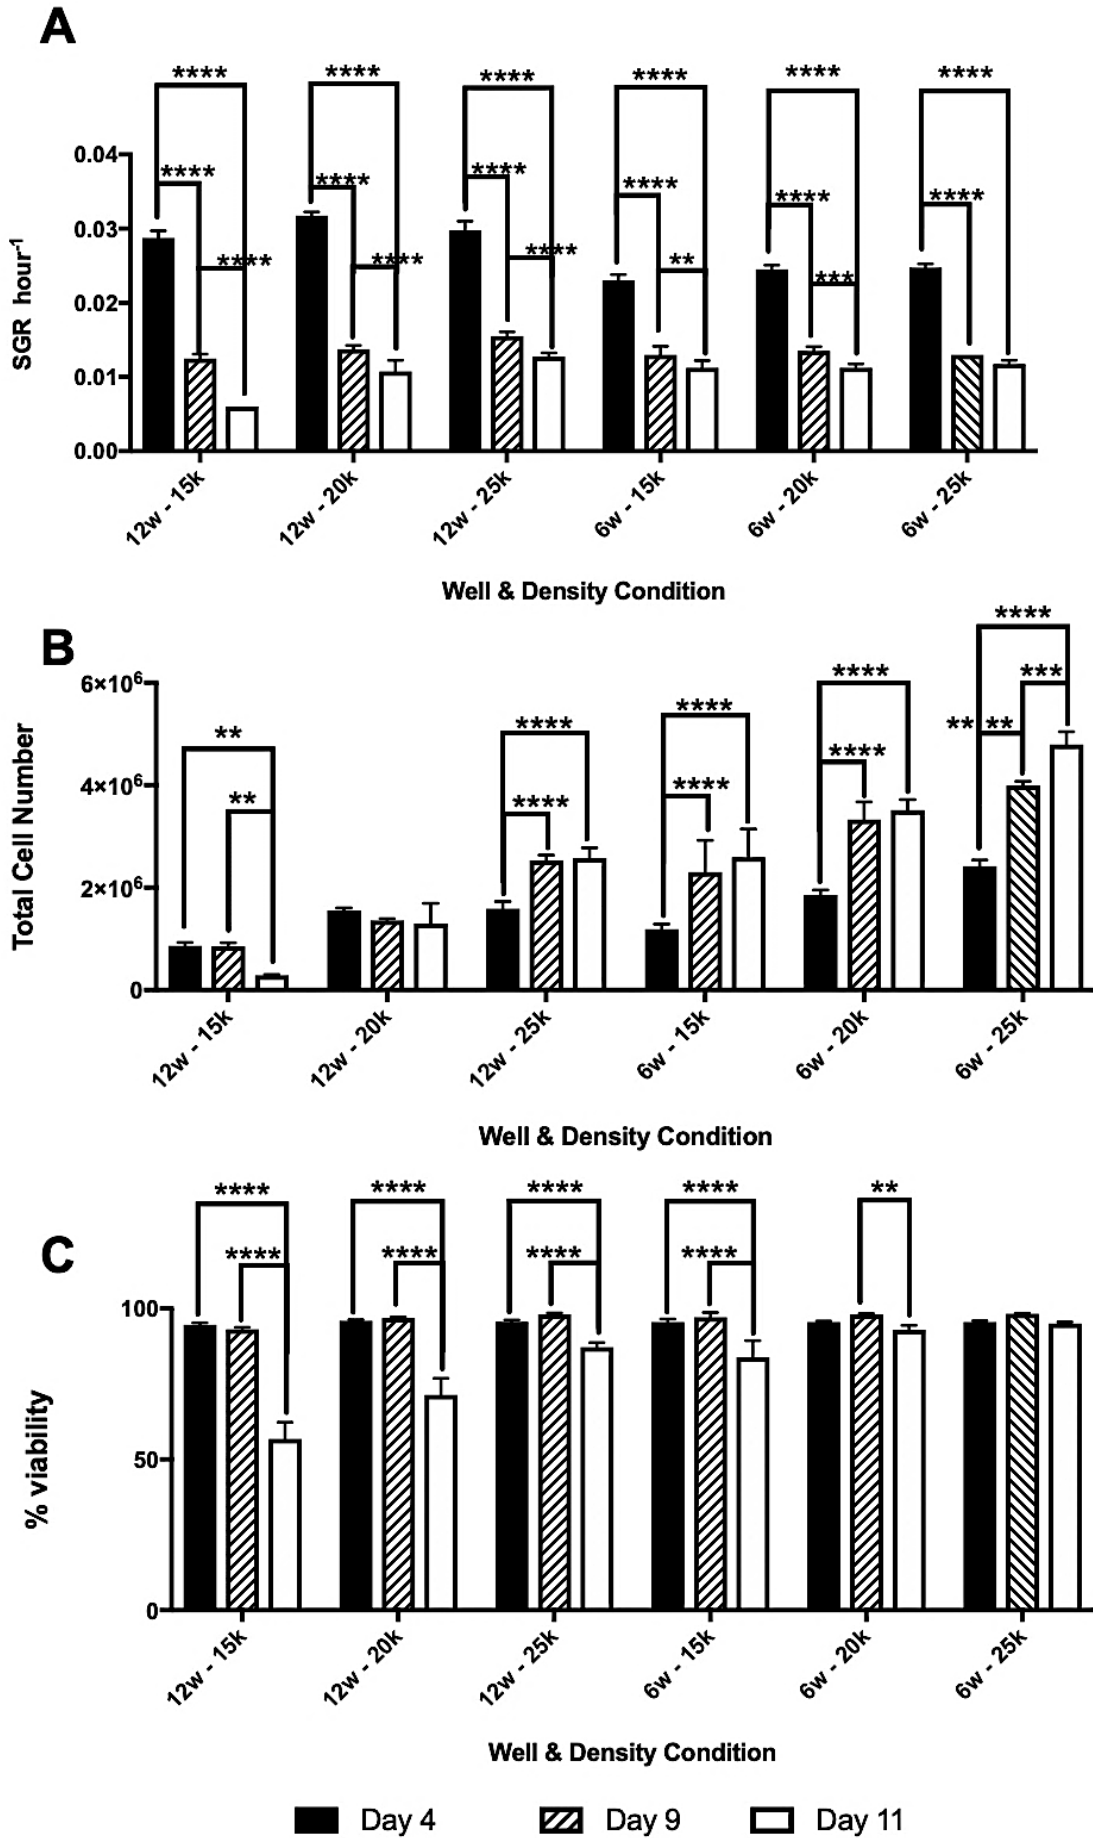 A
**** **** **** **** **** ****
0.04
**** **** **** **** **** ****
0.03
**** **** **** ** ***
0.02
0.01
0.00
SGR hour-1
12w - 15k 12w - 20k 12w - 25k 6w - 15k 6w - 20k 6w - 25k
Well & Density Condition
B
****
6×10⁶ **** **** ***
** **** ** **
4×10⁶ ** **** **** ****
2×10⁶
0
Total Cell Number
12w - 15k 12w - 20k 12w - 25k 6w - 15k 6w - 20k 6w - 25k
Well & Density Condition
C
**** **** **** **** **
**** **** **** ****
100
50
0
% viability
12w - 15k 12w - 20k 12w - 25k 6w - 15k 6w - 20k 6w - 25k
Well & Density Condition
Day 4 Day 9 Day 11